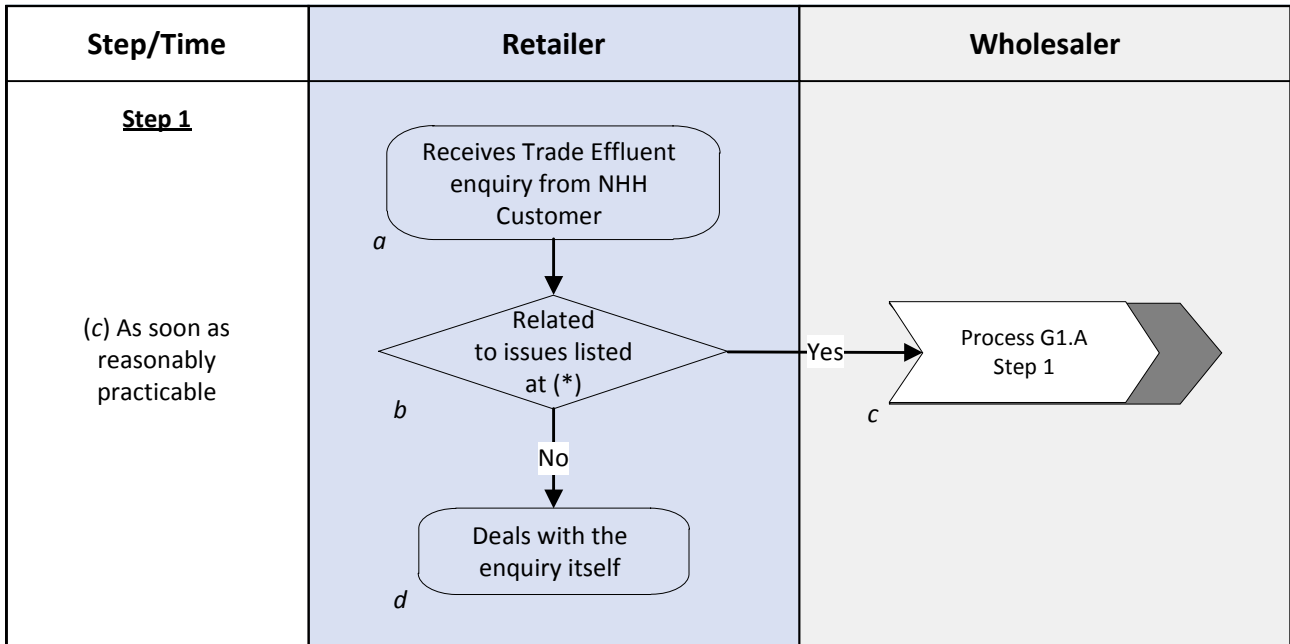 Step/Time
Retailer
Wholesaler
Step 1
Receives Trade Effluent
enquiry from NHH
Customer
a
(c) As soon as
reasonably
practicable
Related
to issues listed
at (*)
b
Yes
Process G1.A
Step 1
c
No
Deals with the
enquiry itself
d